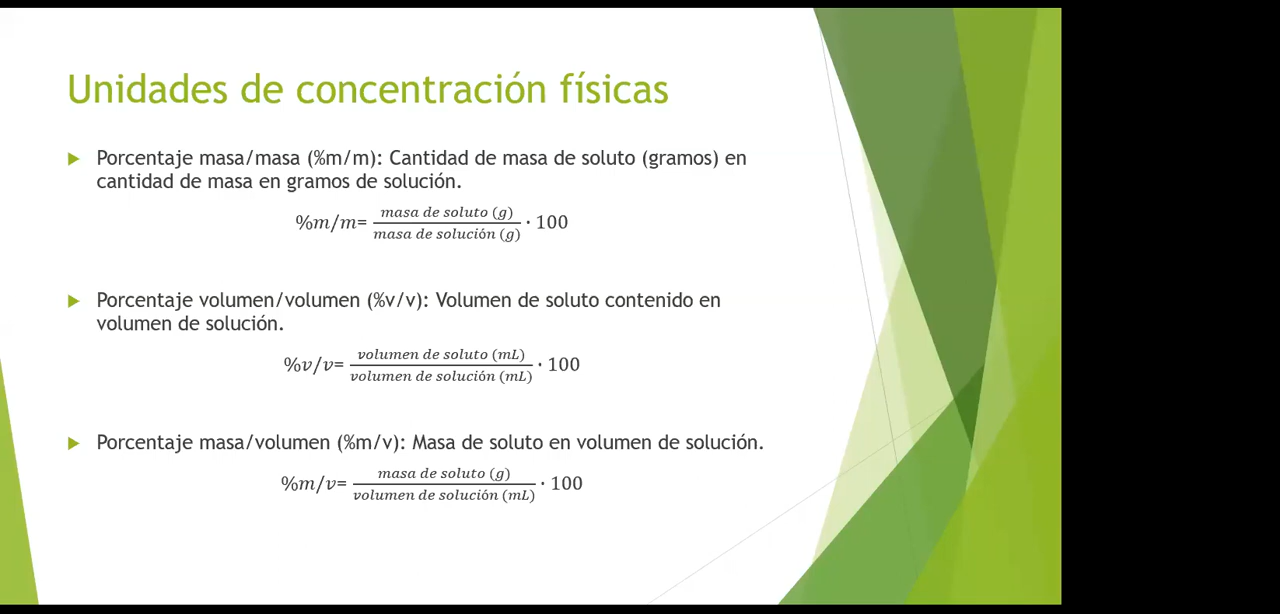 Unidades de concentración físicas
Porcentaje masa/masa (%m/m): Cantidad de masa de soluto (gramos) en
cantidad de masa en gramos de solución.
%m/m= masa de soluto (g) / masa de solución (g) · 100
Porcentaje volumen/volumen (%v/v): Volumen de soluto contenido en
volumen de solución.
%v/v= volumen de soluto (mL) / volumen de solución (mL) · 100
Porcentaje masa/volumen (%m/v): Masa de soluto en volumen de solución.
%m/v= masa de soluto (g) / volumen de solución (mL) · 100